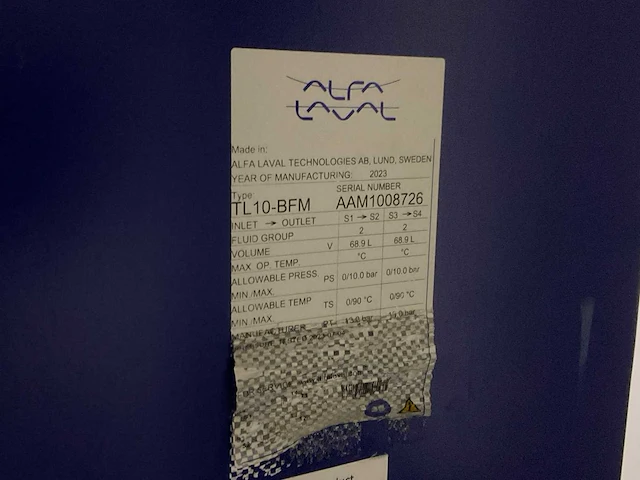 ALFA
LAVAL
Made in:
ALFA LAVAL TECHNOLOGIES AB, LUND, SWEDEN
YEAR OF MANUFACTURING: 2023
Type: SERIAL NUMBER
TL10-BFM AAM1008726
INLET → OUTLET S1 → S2 S3 → S4
FLUID GROUP 2 2
VOLUME V 68.9 L 68.9 L
MAX. OP. TEMP. °C °C
ALLOWABLE PRESS. PS 0/10.0 bar 0/10.0 bar
MIN./MAX.
ALLOWABLE TEMP TS 0/90 °C 0/90 °C
MIN./MAX.
MANUFACTURER bar bar